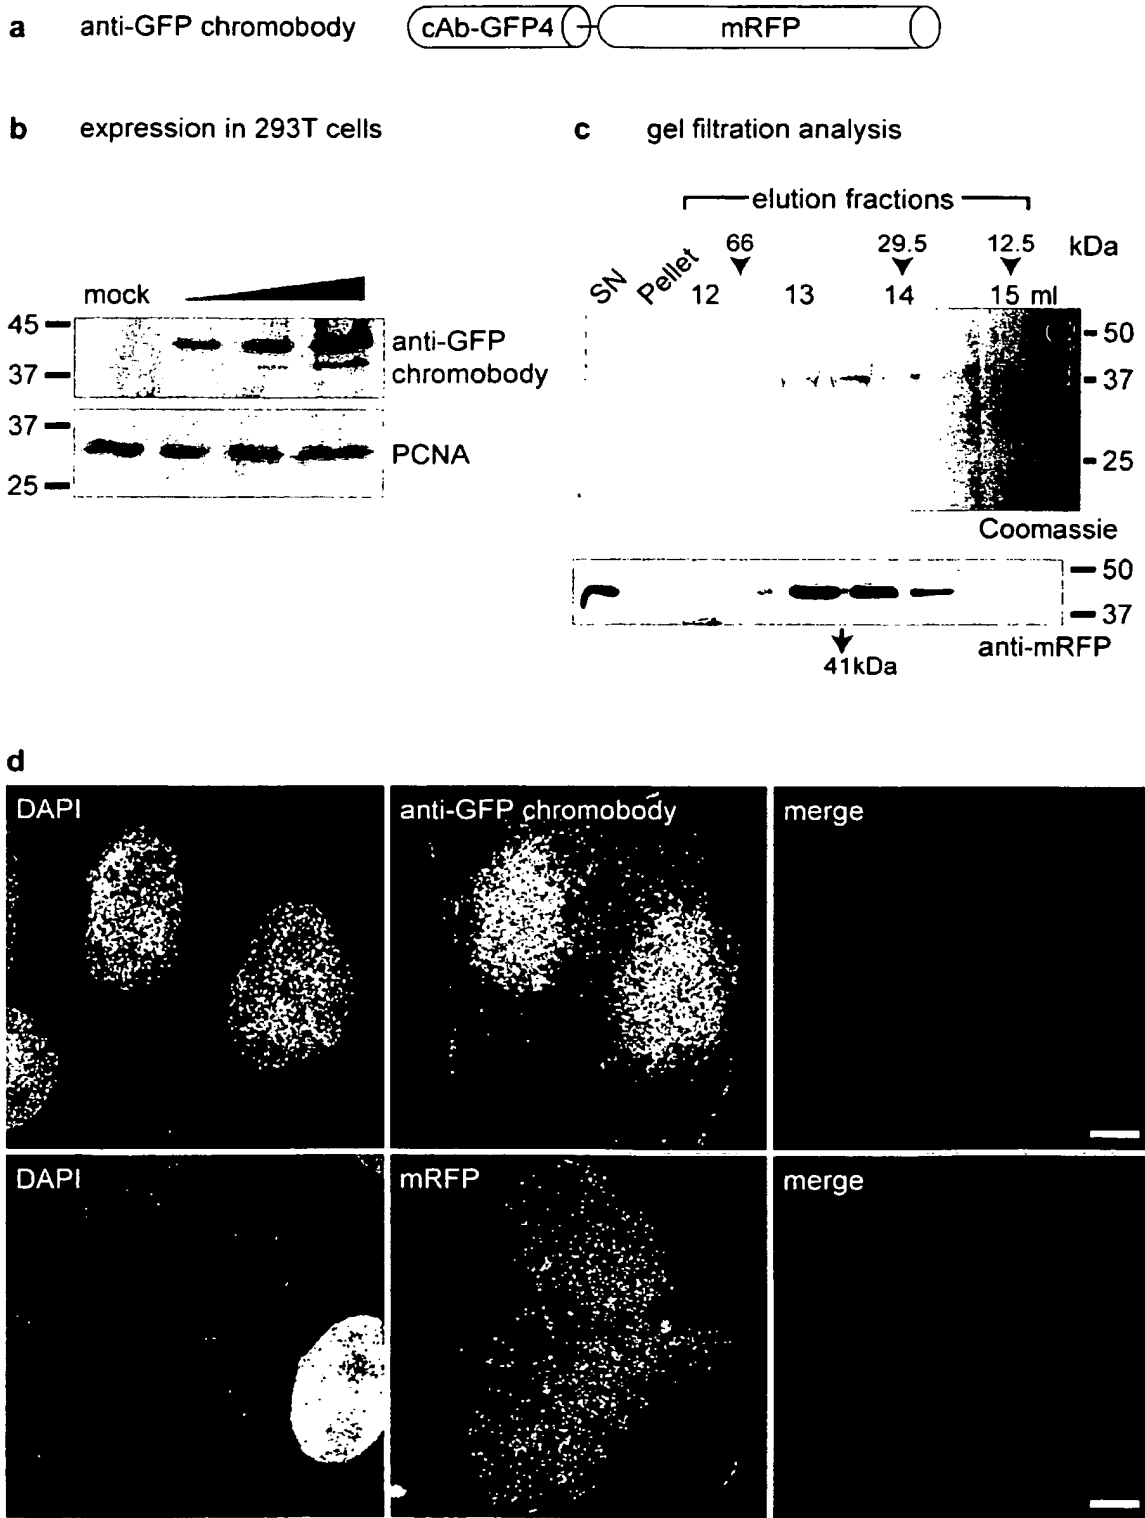 a anti-GFP chromobody cAb-GFP4 mRFP
b expression in 293T cells
mock
45
37
anti-GFP
chromobody
37
25
PCNA
c gel filtration analysis
elution fractions
66 29.5 12.5 kDa
SN Pellet 12 13 14 15 ml
50
37
25
Coomassie
50
37
anti-mRFP
41kDa
d
DAPI anti-GFP chromobody merge
DAPI mRFP merge